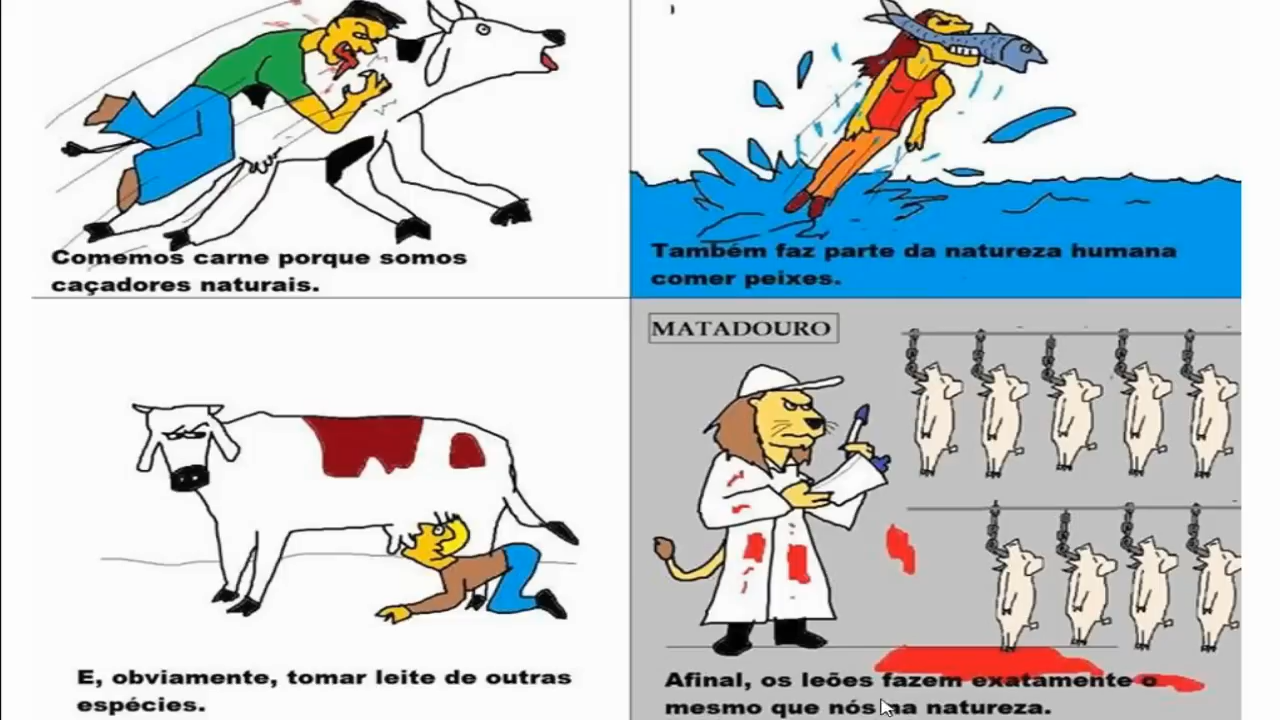 Comemos carne porque somos
caçadores naturais.
Também faz parte da natureza humana
comer peixes.
E, obviamente, tomar leite de outras
espécies.
MATADOURO
Afinal, os leões fazem exatamente o
mesmo que nós na natureza.